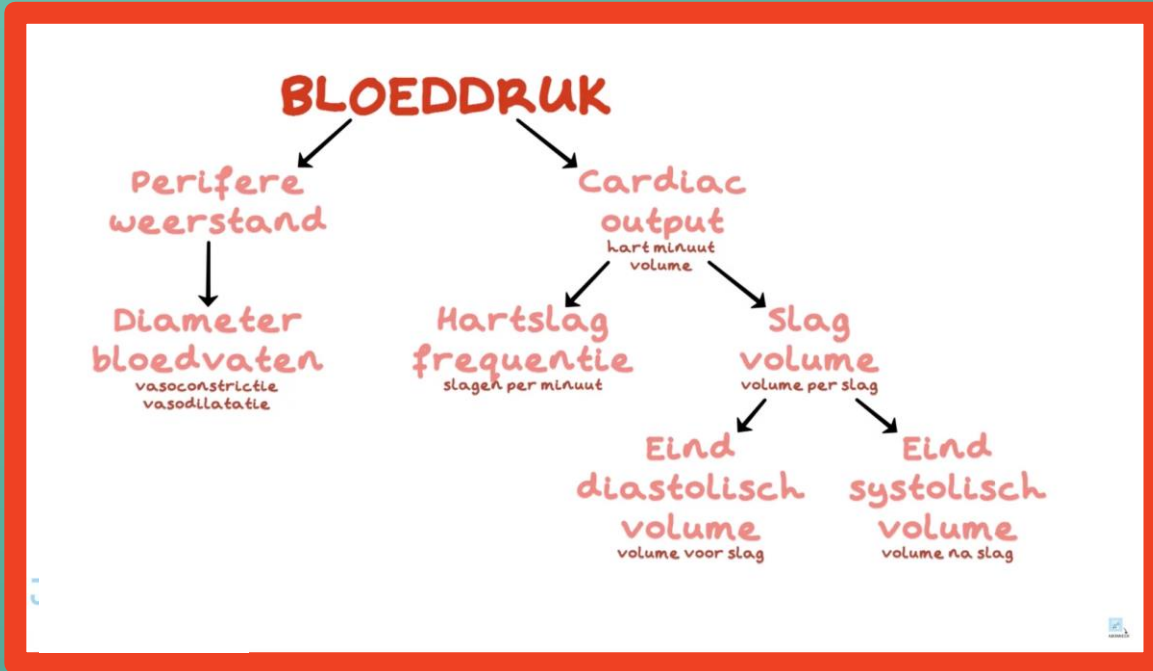 BLOEDDRUK
Perifere
weerstand
Cardiac
output
hart minuut
volume
Diameter
bloedvaten
vasoconstrictie
vasodilatatie
Hartslag
frequentie
slagen per minuut
Slag
volume
volume per slag
Eind
diastolisch
volume
volume voor slag
Eind
systolisch
volume
volume na slag